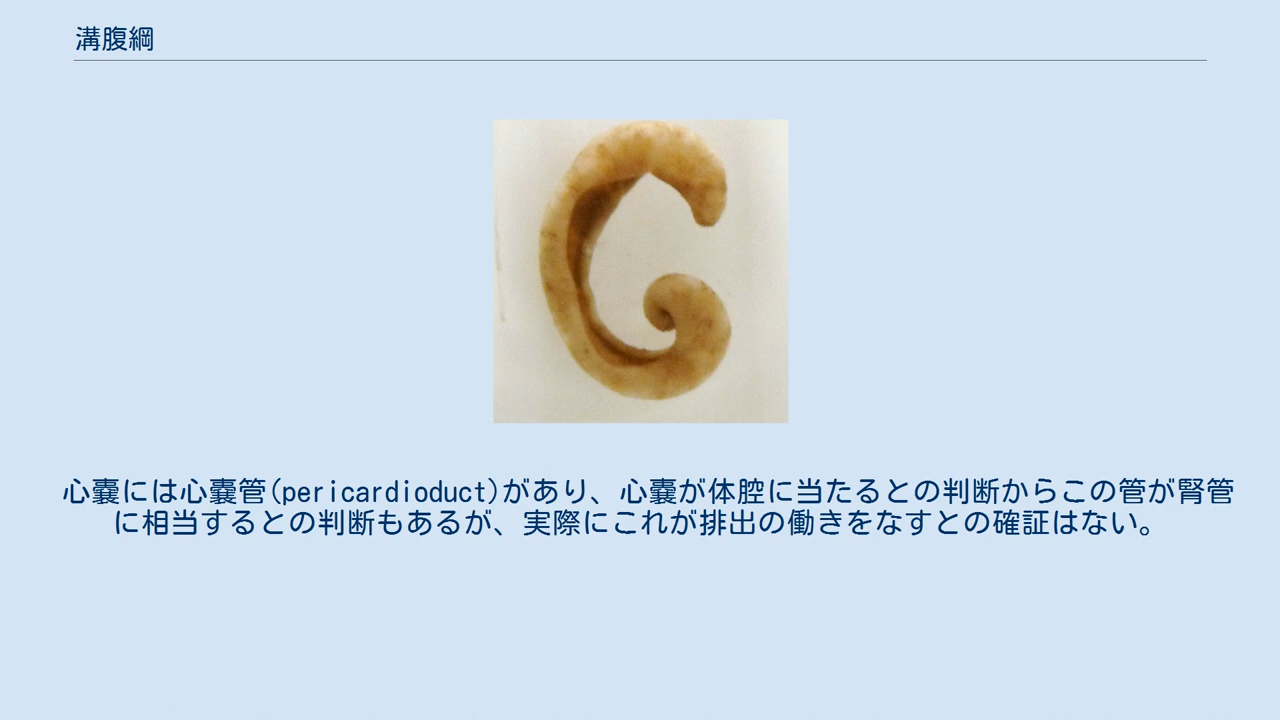 溝腹綱
心嚢には心嚢管(pericardioduct)があり、心嚢が体腔に当たるとの判断からこの管が腎管
に相当するとの判断もあるが、実際にこれが排出の働きをなすとの確証はない。